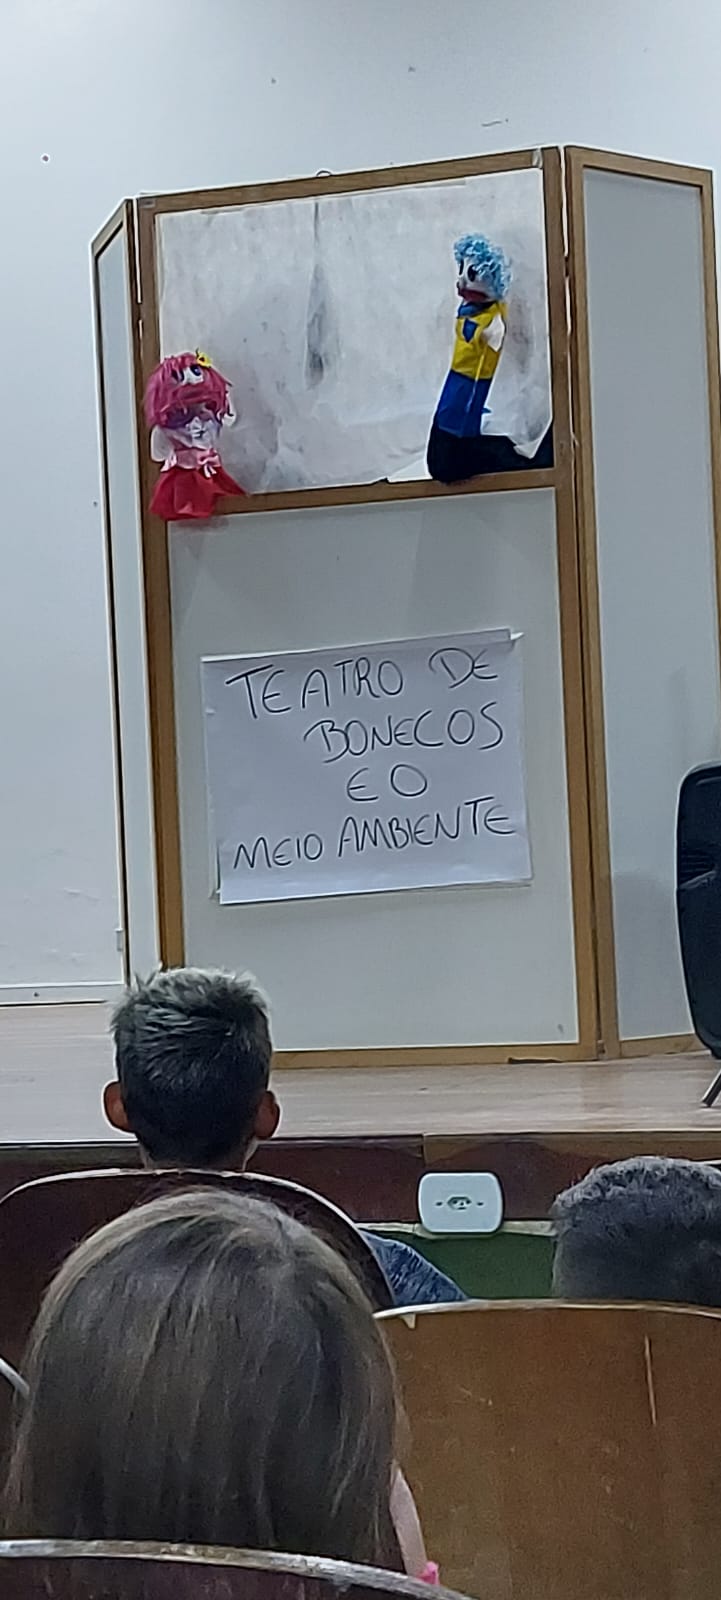 TEATRO DE
BONECOS
E O
MEIO AMBIENTE